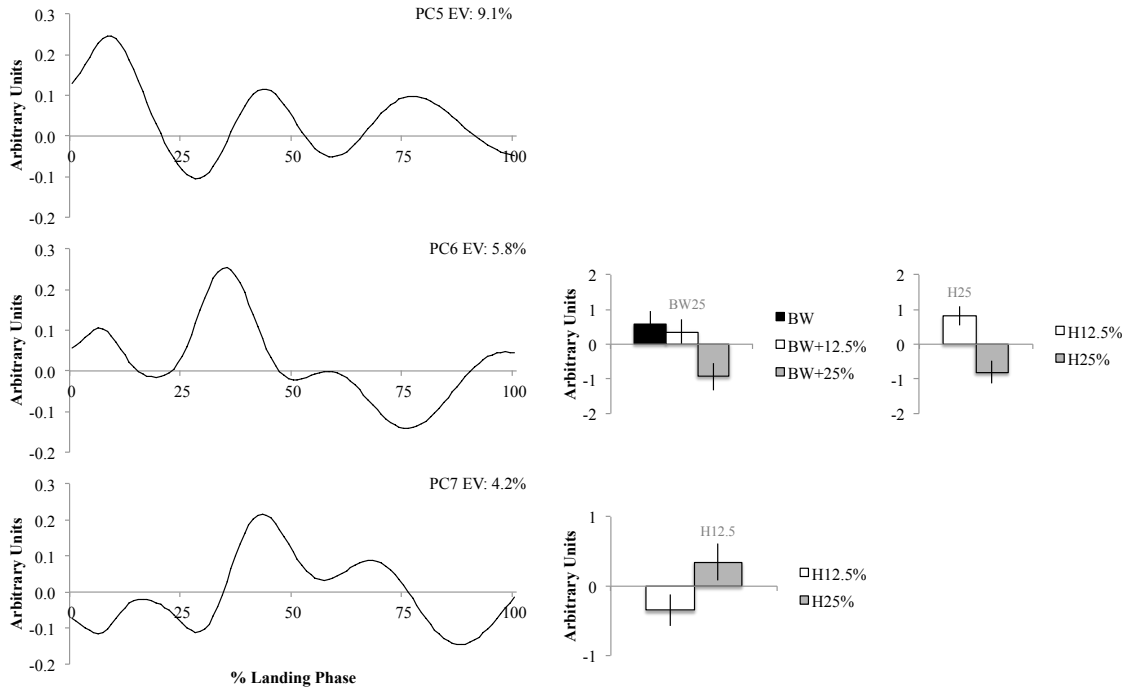 PC5 EV: 9.1%
Arbitrary Units
0.3
0.2
0.1
0.0
-0.1
-0.2
0 25 50 75 100
PC6 EV: 5.8%
Arbitrary Units
0.3
0.2
0.1
0.0
-0.1
-0.2
0 25 50 75 100
Arbitrary Units
2
1
0
-1
-2
BW25
BW
BW+12.5%
BW+25%
2
1
0
-1
-2
H25
H12.5%
H25%
PC7 EV: 4.2%
Arbitrary Units
0.3
0.2
0.1
0.0
-0.1
-0.2
0 25 50 75 100
% Landing Phase
Arbitrary Units
1
0
-1
H12.5
H12.5%
H25%